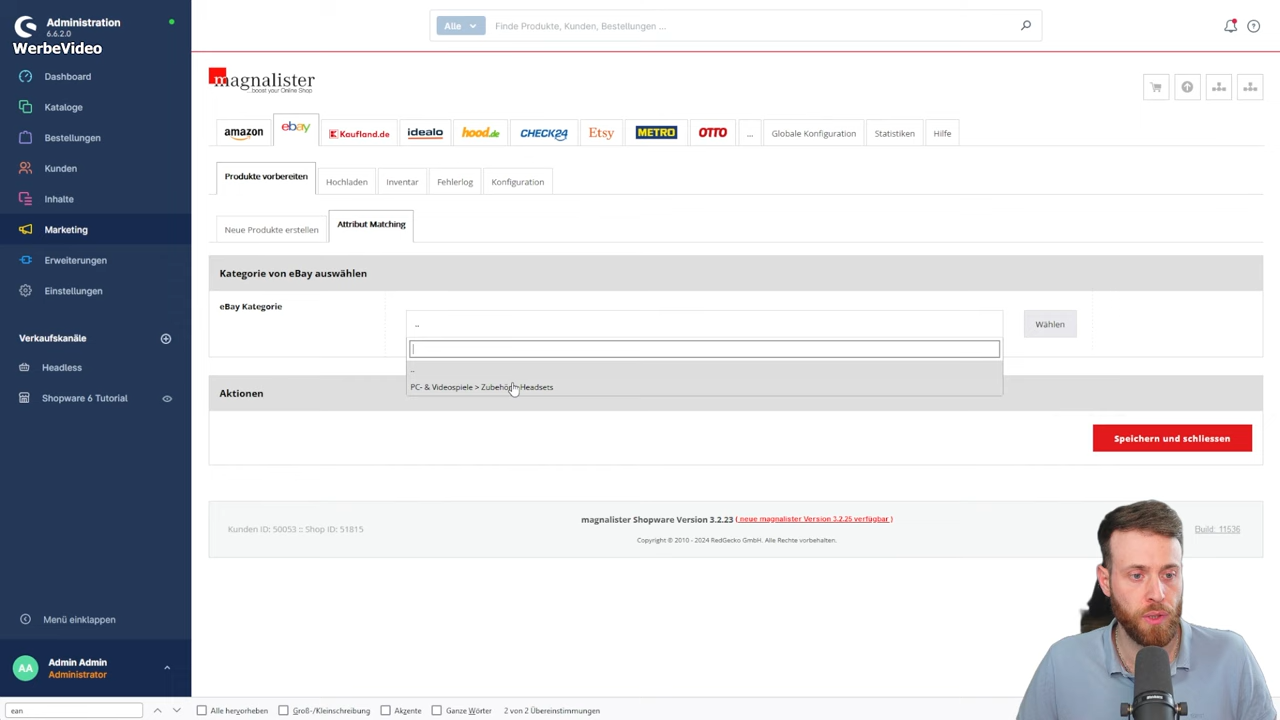 Administration
6.6.2.0
WerbeVideo
Dashboard
Kataloge
Bestellungen
Kunden
Inhalte
Marketing
Erweiterungen
Einstellungen
Verkaufskanäle
Headless
Shopware 6 Tutorial
Menü einklappen
AA
Admin Admin
Administrator
Alle
Finde Produkte, Kunden, Bestellungen ...
magnalister
boost your Online Shop
amazon
ebay
Kaufland.de
idealo
hood.de
CHECK24
Etsy
METRO
OTTO
...
Globale Konfiguration
Statistiken
Hilfe
Produkte vorbereiten
Hochladen
Inventar
Fehlerlog
Konfiguration
Neue Produkte erstellen
Attribut Matching
Kategorie von eBay auswählen
eBay Kategorie
..
Wählen
..
PC- & Videospiele > Zubehör > Headsets
Aktionen
Speichern und schliessen
Kunden ID: 50053 :: Shop ID: 51815
magnalister Shopware Version 3.2.23 ( neue magnalister Version 3.2.25 verfügbar )
Copyright © 2010 - 2024 RedGecko GmbH. Alle Rechte vorbehalten.
Build: 11636
ean
Alle hervorheben
Groß-/Kleinschreibung
Akzente
Ganze Wörter
2 von 2 Übereinstimmungen